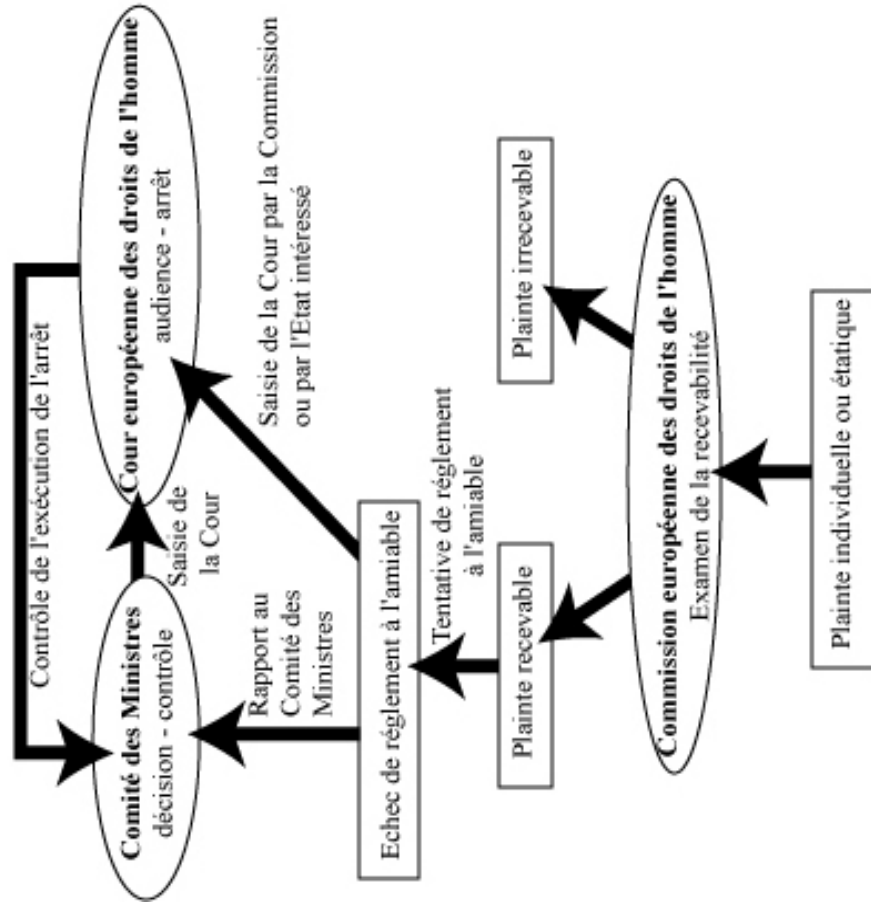 Contrôle de l'exécution de l'arrêt
Comité des Ministres
décision - contrôle
Saisie de
la Cour
Cour européenne des droits de l'homme
audience - arrêt
Rapport au
Comité des
Ministres
Saisie de la Cour par la Commission
ou par l'Etat intéressé
Echec de réglement à l'amiable
Tentative de réglement
à l'amiable
Plainte recevable
Plainte irrecevable
Commission européenne des droits de l'homme
Examen de la recevabilité
Plainte individuelle ou étatique